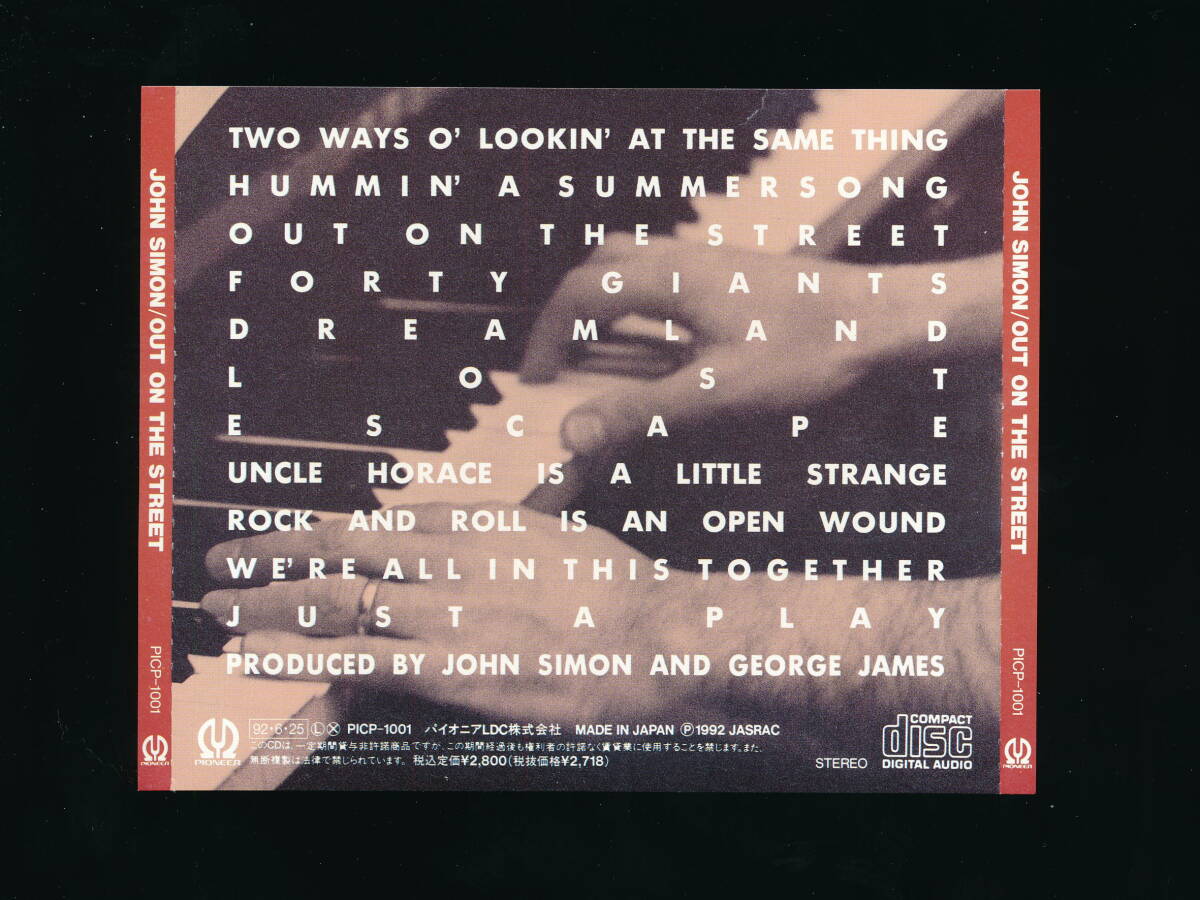 TWO WAYS O' LOOKIN' AT THE SAME THING
HUMMIN' A SUMMERSONG
OUT ON THE STREET
FORTY GIANTS
DREAMLAND
LOST
ESCAPE
UNCLE HORACE IS A LITTLE STRANGE
ROCK AND ROLL IS AN OPEN WOUND
WE'RE ALL IN THIS TOGETHER
JUST A PLAY
PRODUCED BY JOHN SIMON AND GEORGE JAMES
92・6・25 Ⓛ Ⓧ PICP-1001 パイオニアLDC株式会社 MADE IN JAPAN Ⓟ1992 JASRAC
このCDは、一定期間貸与非許諾商品ですが、この期間経過後も権利者の許諾なく賃貸業に使用することを禁じます。また、
無断複製は法律で禁じられています。 税込定価¥2,800(税抜価格¥2,718)
PIONEER
STEREO
COMPACT
disc
DIGITAL AUDIO
JOHN SIMON/OUT ON THE STREET
PICP-1001
PIONEER
JOHN SIMON/OUT ON THE STREET
PICP-1001
PIONEER